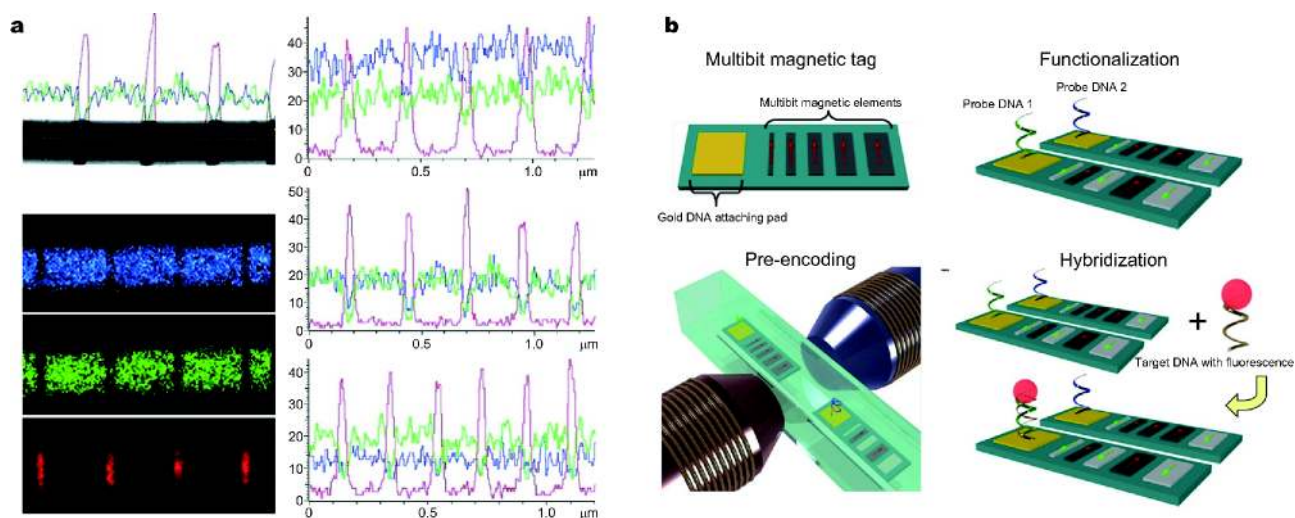 a
40
30
20
10
0
0.5
1.0
μm
50
40
30
20
10
0
0.5
1.0
μm
50
40
30
20
10
0
0.0
0.5
1.0
μm
b
Multibit magnetic tag
Multibit magnetic elements
Gold DNA attaching pad
Functionalization
Probe DNA 2
Probe DNA 1
Pre-encoding
Hybridization
+
Target DNA with fluorescence